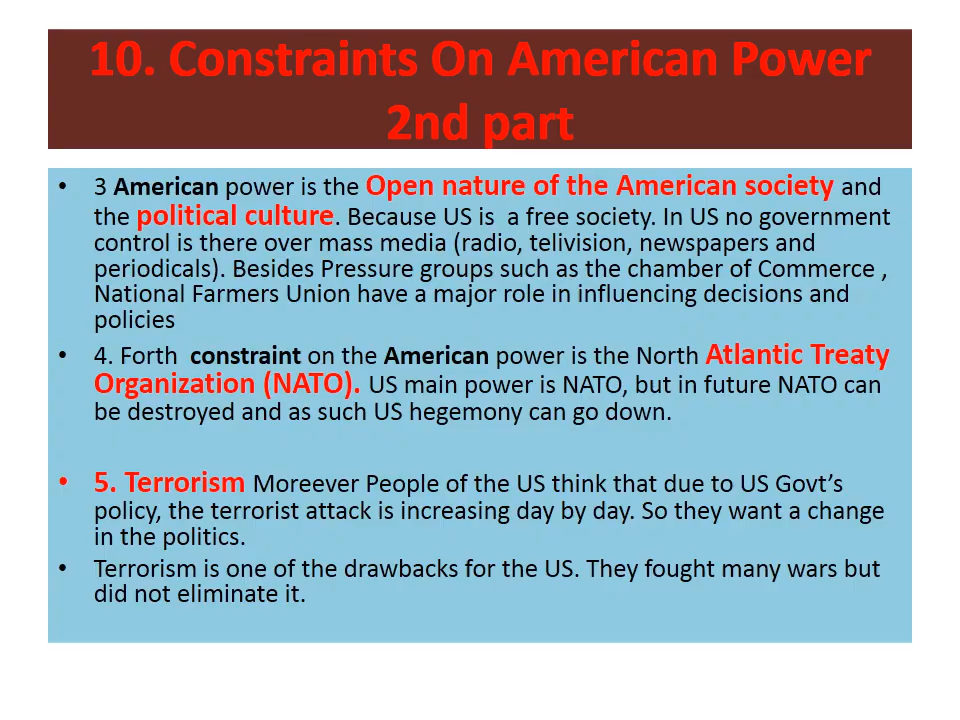 10. Constraints On American Power
2nd part
• 3 American power is the Open nature of the American society and
the political culture. Because US is a free society. In US no government
control is there over mass media (radio, telivision, newspapers and
periodicals). Besides Pressure groups such as the chamber of Commerce ,
National Farmers Union have a major role in influencing decisions and
policies
• 4. Forth constraint on the American power is the North Atlantic Treaty
Organization (NATO). US main power is NATO, but in future NATO can
be destroyed and as such US hegemony can go down.
• 5. Terrorism Moreever People of the US think that due to US Govt’s
policy, the terrorist attack is increasing day by day. So they want a change
in the politics.
• Terrorism is one of the drawbacks for the US. They fought many wars but
did not eliminate it.